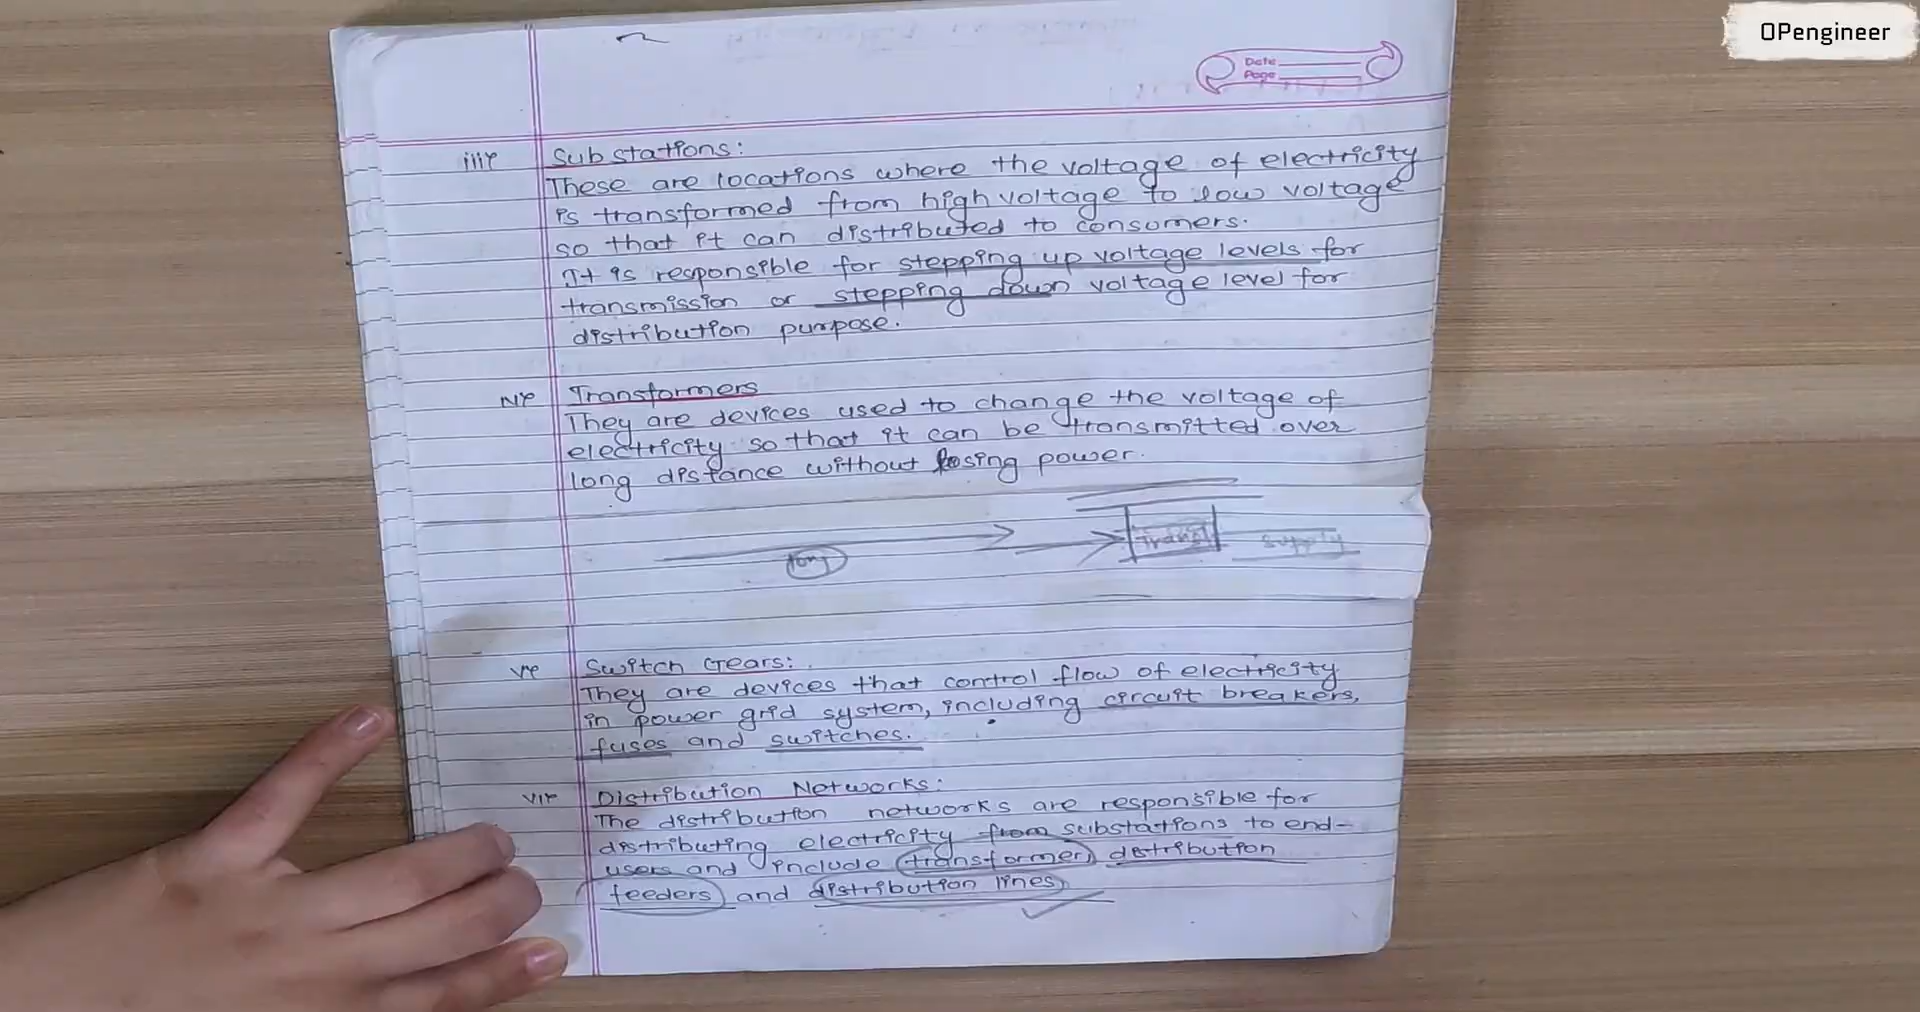 OPengineer
Date
Page
iii) Substations:
These are locations where the voltage of electricity
is transformed from high voltage to low voltage
so that it can distributed to consumers.
It is responsible for stepping up voltage levels for
transmission or stepping down voltage level for
distribution purpose.
iv) Transformers
They are devices used to change the voltage of
electricity so that it can be transmitted over
long distance without losing power.
long
Transf
supply
v) Switch Gears:
They are devices that control flow of electricity
in power grid system, including circuit breakers,
fuses and switches.
vi) Distribution Networks:
The distribution networks are responsible for
distributing electricity from substations to end-
users and include transformer, distribution
feeders and distribution lines